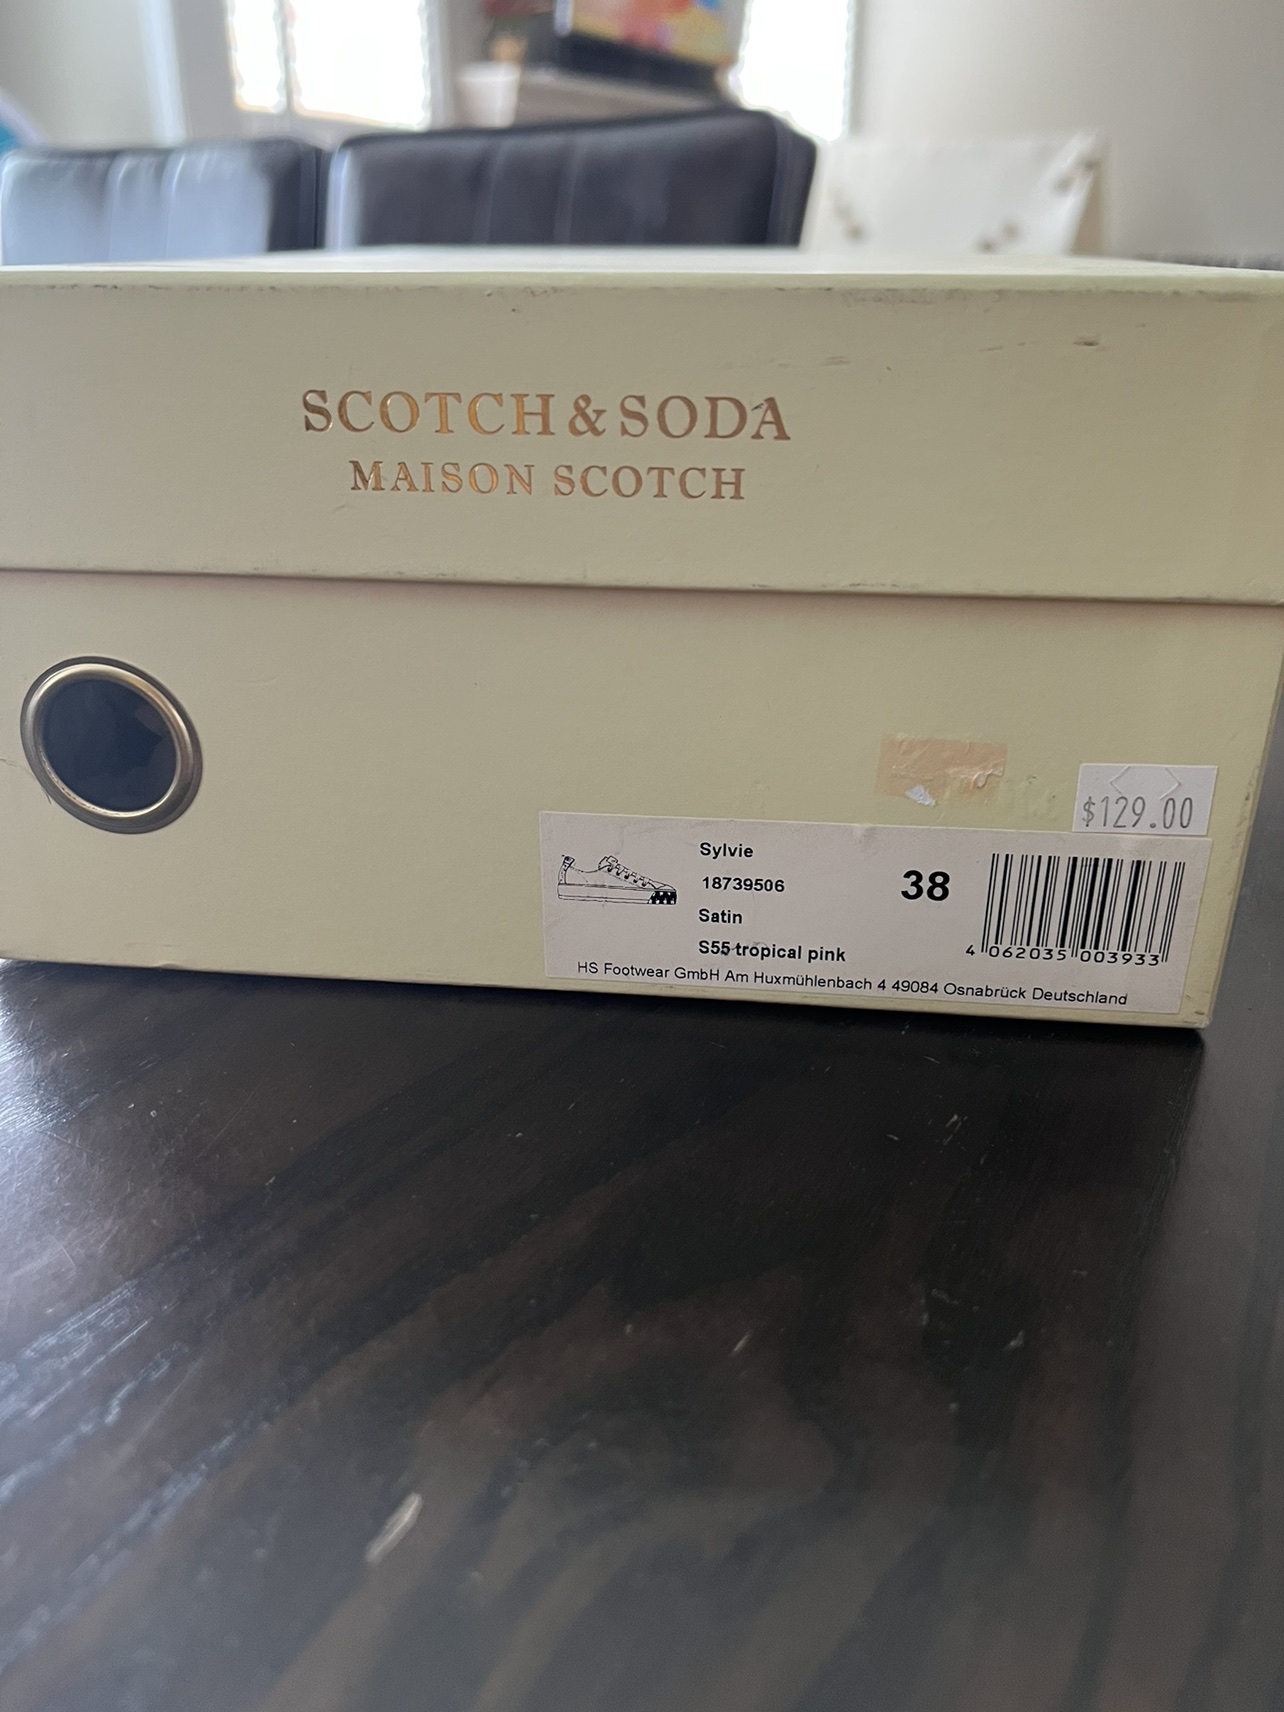 SCOTCH & SODA
MAISON SCOTCH
$129.00
Sylvie
18739506
Satin
S55 tropical pink
38
4 062035 003933
HS Footwear GmbH Am Huxmühlenbach 4 49084 Osnabrück Deutschland